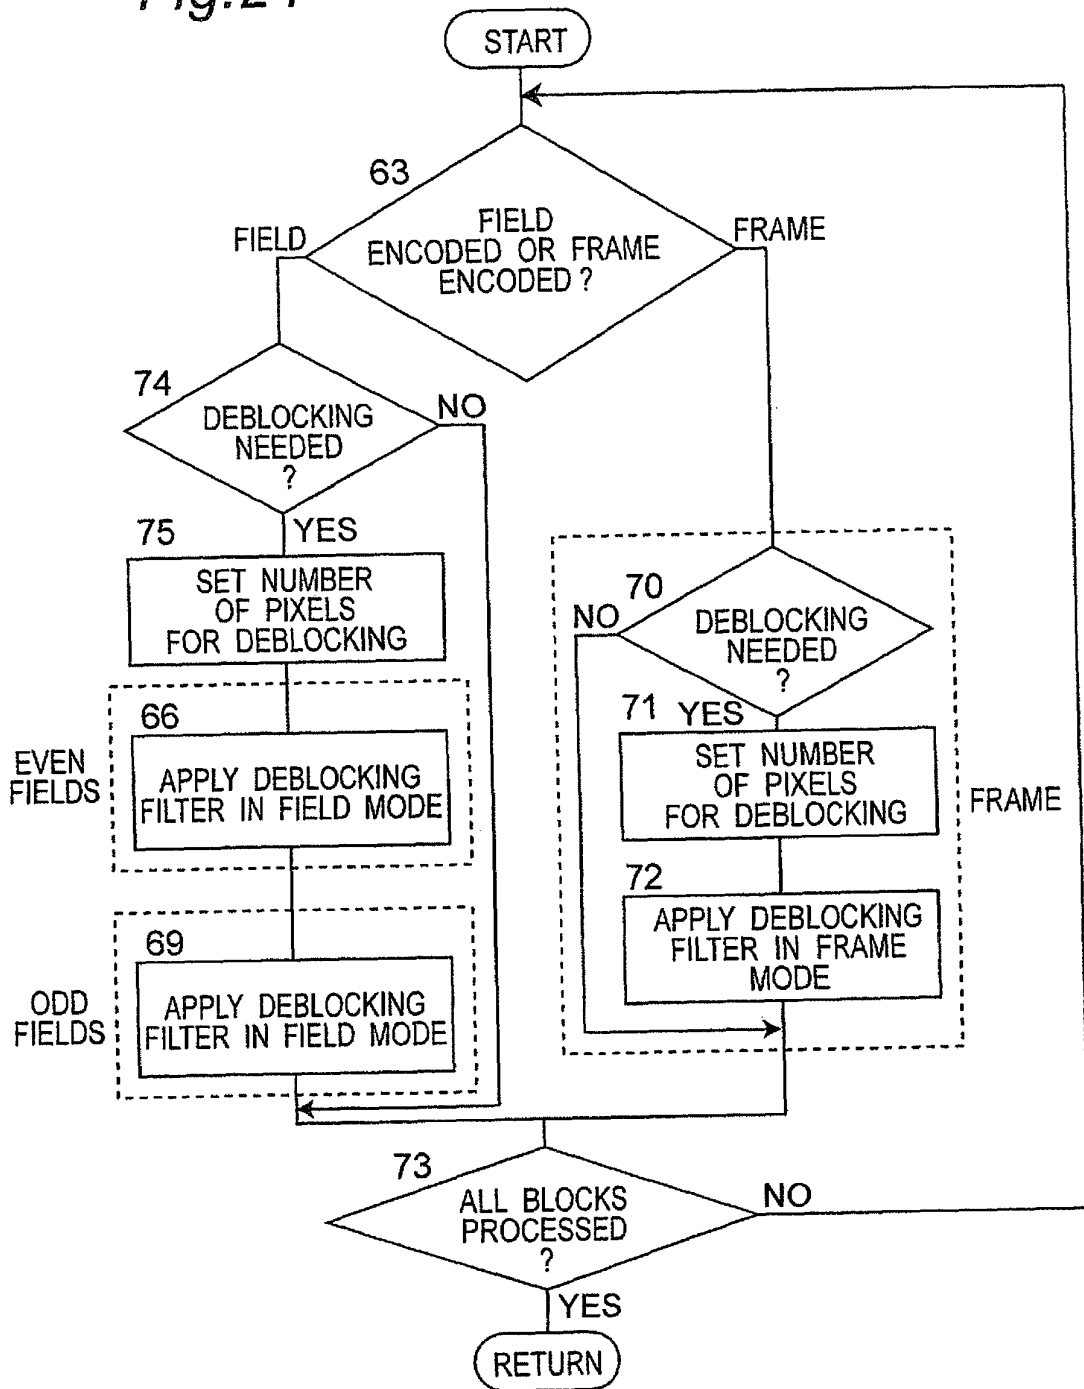 START
63
FIELD
ENCODED OR FRAME
ENCODED ?
FIELD
FRAME
74
DEBLOCKING
NEEDED
?
NO
YES
75
SET NUMBER
OF PIXELS
FOR DEBLOCKING
EVEN
FIELDS
66
APPLY DEBLOCKING
FILTER IN FIELD MODE
ODD
FIELDS
69
APPLY DEBLOCKING
FILTER IN FIELD MODE
70
NO
DEBLOCKING
NEEDED
?
71
YES
SET NUMBER
OF PIXELS
FOR DEBLOCKING
FRAME
72
APPLY DEBLOCKING
FILTER IN FRAME
MODE
73
ALL BLOCKS
PROCESSED
?
NO
YES
RETURN